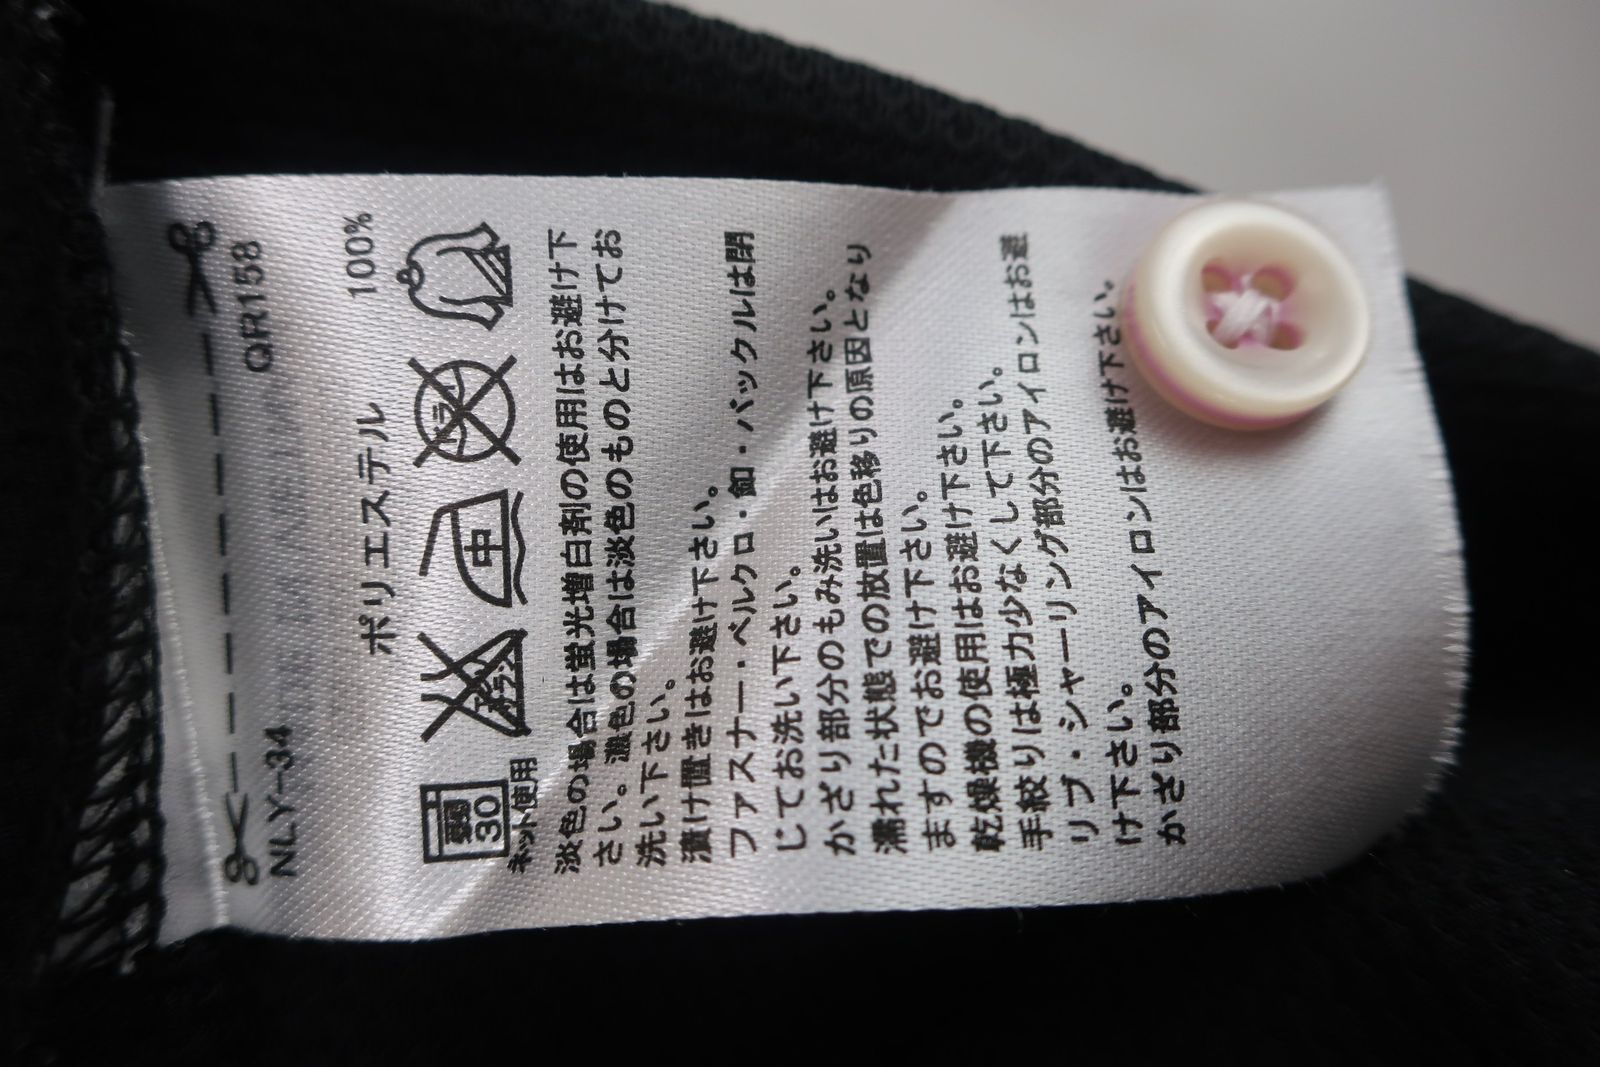 NLY-34 QR158
ポリエステル 100%
弱
30
ネット使用
エンソ
サラシ
中
ドライ
淡色の場合は蛍光増白剤の使用はお避け下
さい。濃色の場合は淡色のものと分けてお
洗い下さい。
漬け置きはお避け下さい。
ファスナー・ベルクロ・釦・バックルは閉
じてお洗い下さい。
かざり部分のもみ洗いはお避け下さい。
濡れた状態での放置は色移りの原因となり
ますのでお避け下さい。
乾燥機の使用はお避け下さい。
手絞りは極力少なくして下さい。
リブ・シャーリング部分のアイロンはお避
け下さい。
かざり部分のアイロンはお避け下さい。